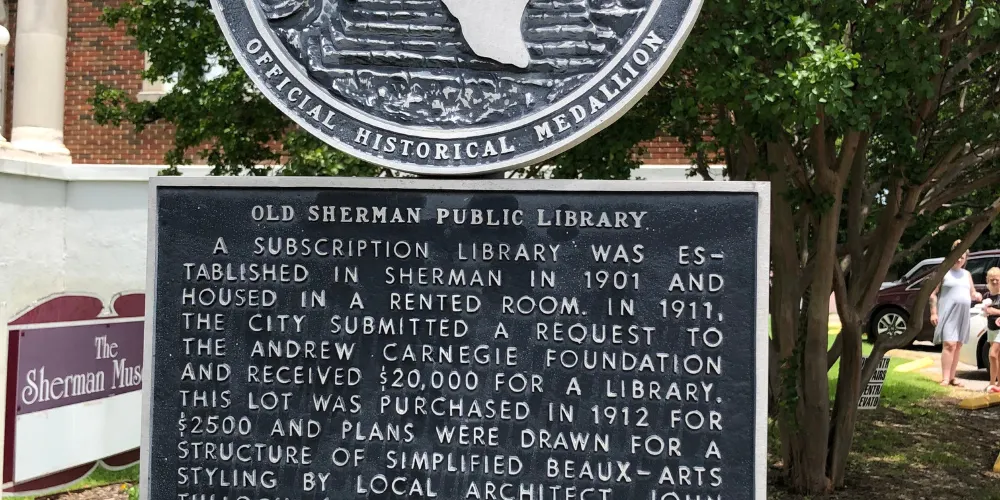 OFFICIAL HISTORICAL MEDALLION
OLD SHERMAN PUBLIC LIBRARY
A SUBSCRIPTION LIBRARY WAS ES-
TABLISHED IN SHERMAN IN 1901 AND
HOUSED IN A RENTED ROOM. IN 1911,
THE CITY SUBMITTED A REQUEST TO
THE ANDREW CARNEGIE FOUNDATION
AND RECEIVED $20,000 FOR A LIBRARY.
THIS LOT WAS PURCHASED IN 1912 FOR
$2500 AND PLANS WERE DRAWN FOR A
STRUCTURE OF SIMPLIFIED BEAUX-ARTS
STYLING BY LOCAL ARCHITECT JOHN
The
Sherman Mus